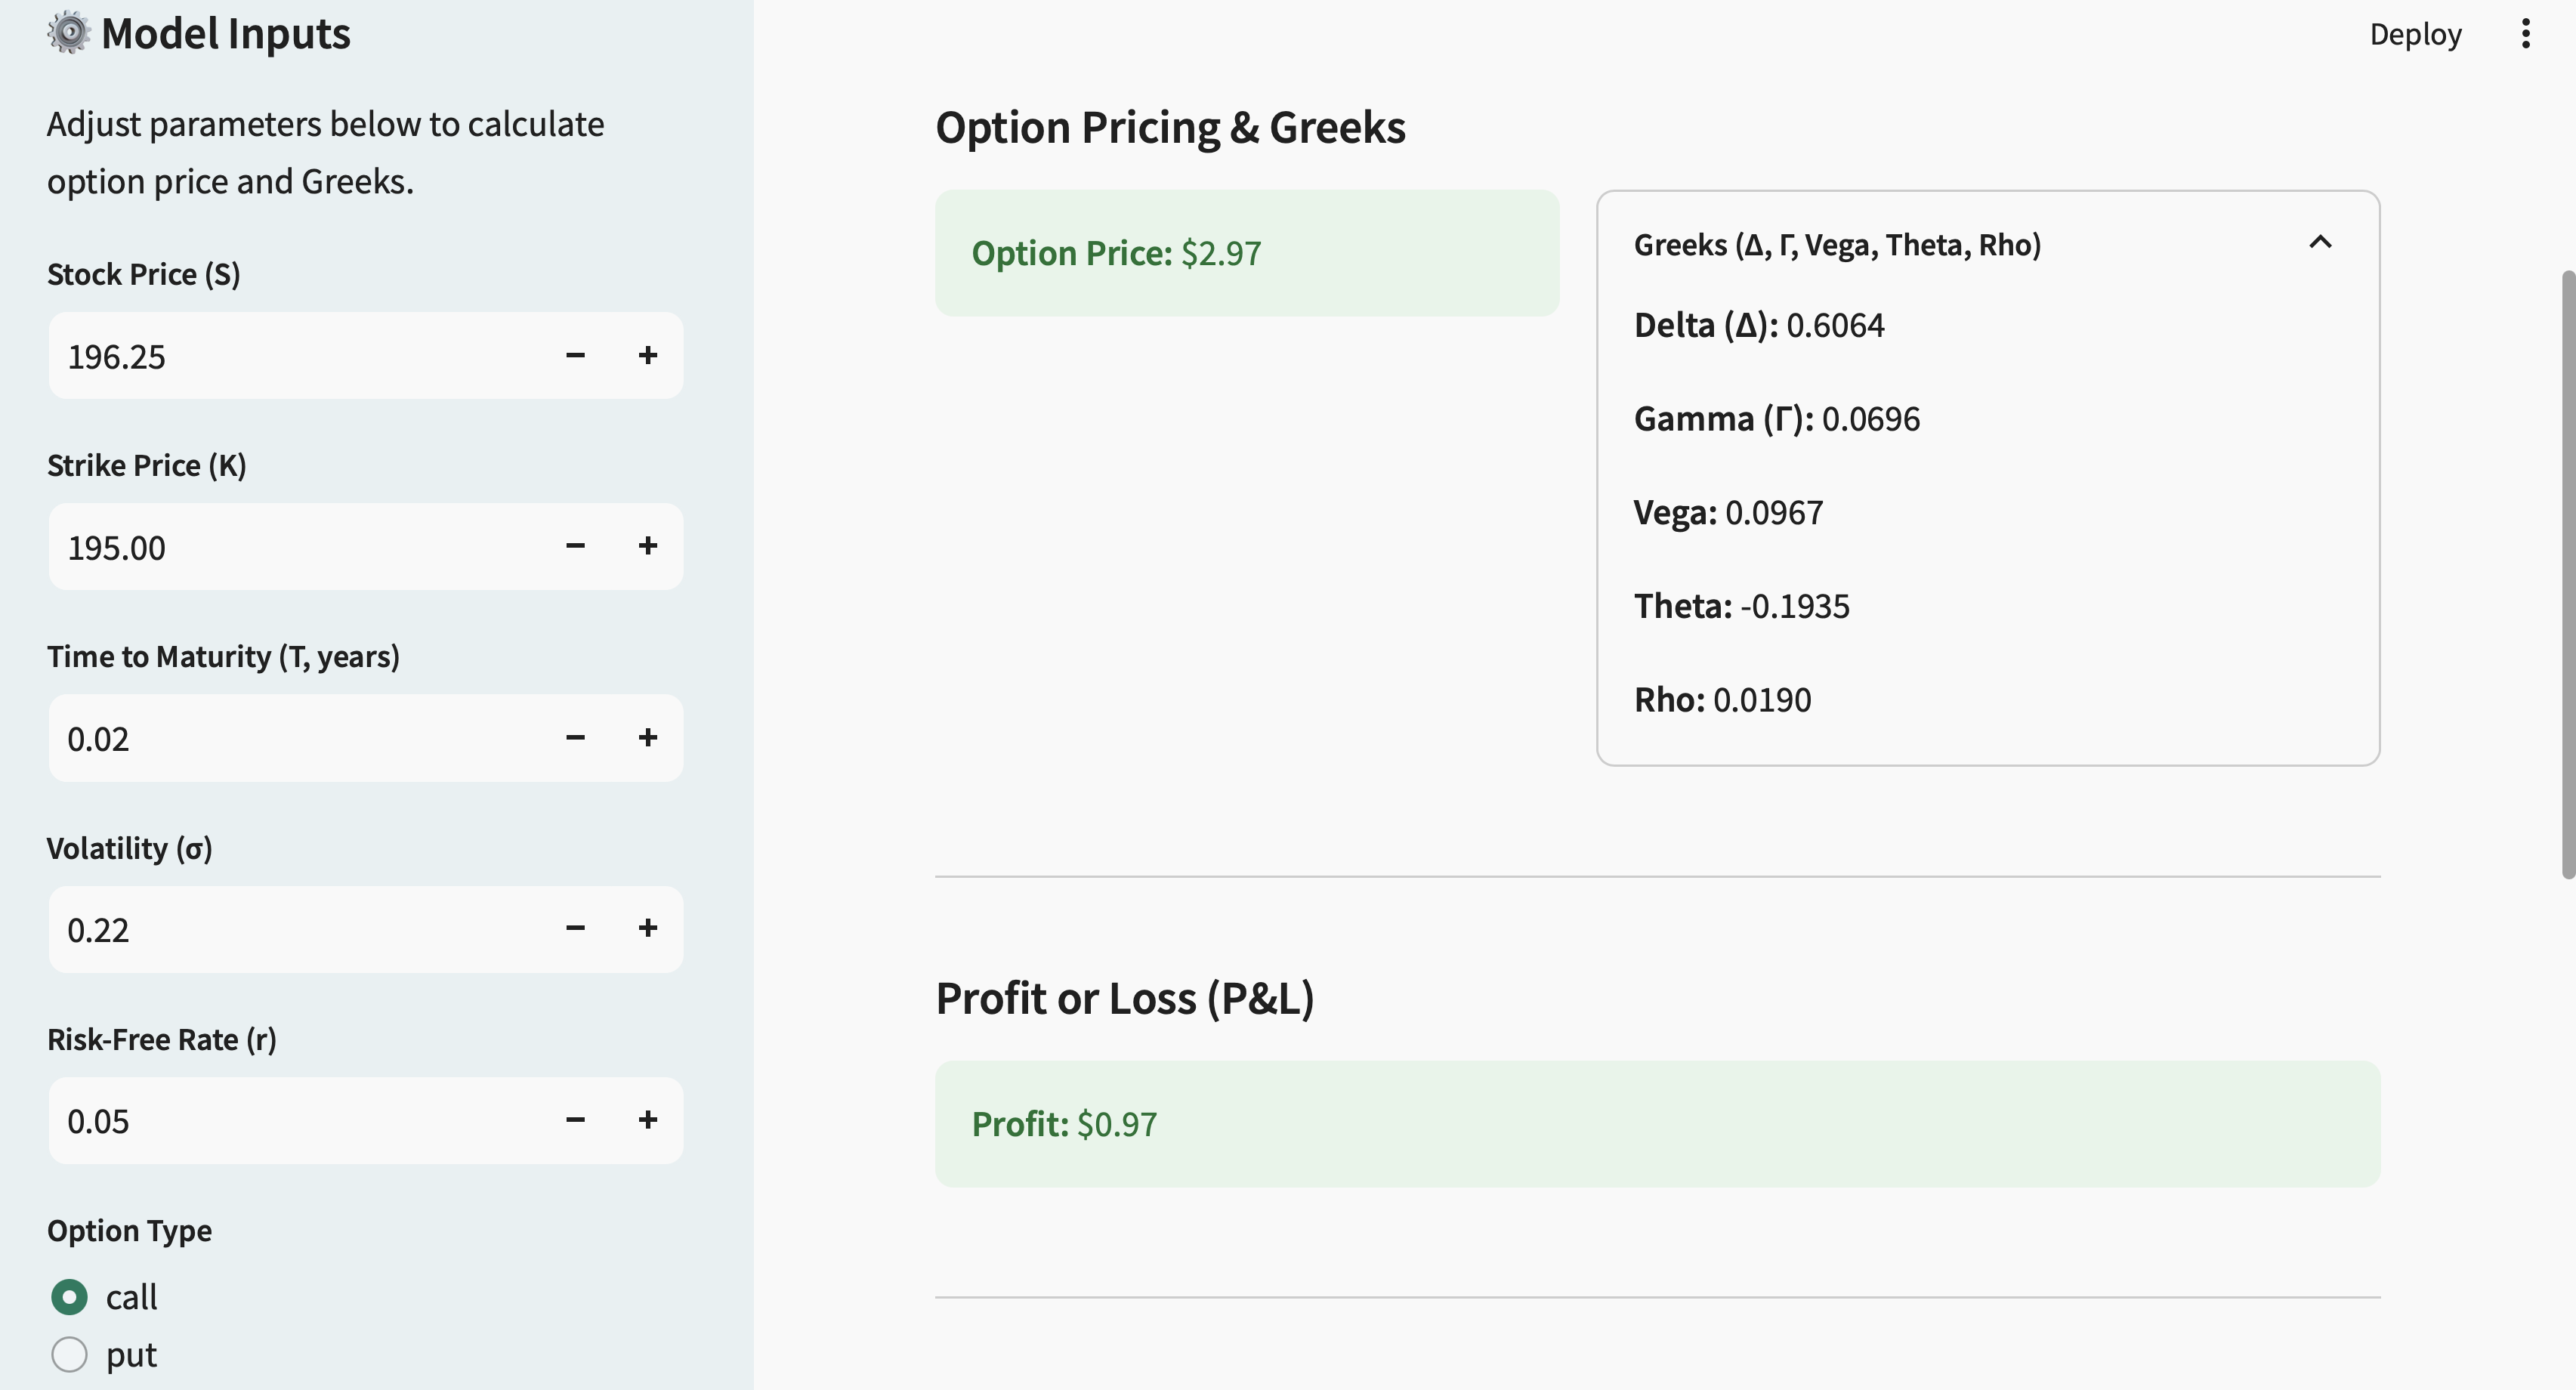 Model Inputs
Adjust parameters below to calculate
option price and Greeks.
Stock Price (S)
196.25 − +
Strike Price (K)
195.00 − +
Time to Maturity (T, years)
0.02 − +
Volatility (σ)
0.22 − +
Risk-Free Rate (r)
0.05 − +
Option Type
call
put
Deploy
Option Pricing & Greeks
Option Price: $2.97
Greeks (Δ, Γ, Vega, Theta, Rho)
Delta (Δ): 0.6064
Gamma (Γ): 0.0696
Vega: 0.0967
Theta: -0.1935
Rho: 0.0190
Profit or Loss (P&L)
Profit: $0.97